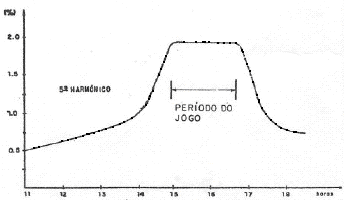 (%)
2.0
1.5
5º HARMÔNICO
PERÍODO DO
JOGO
1.0
0.5
11 12 13 14 15 16 17 18 horas